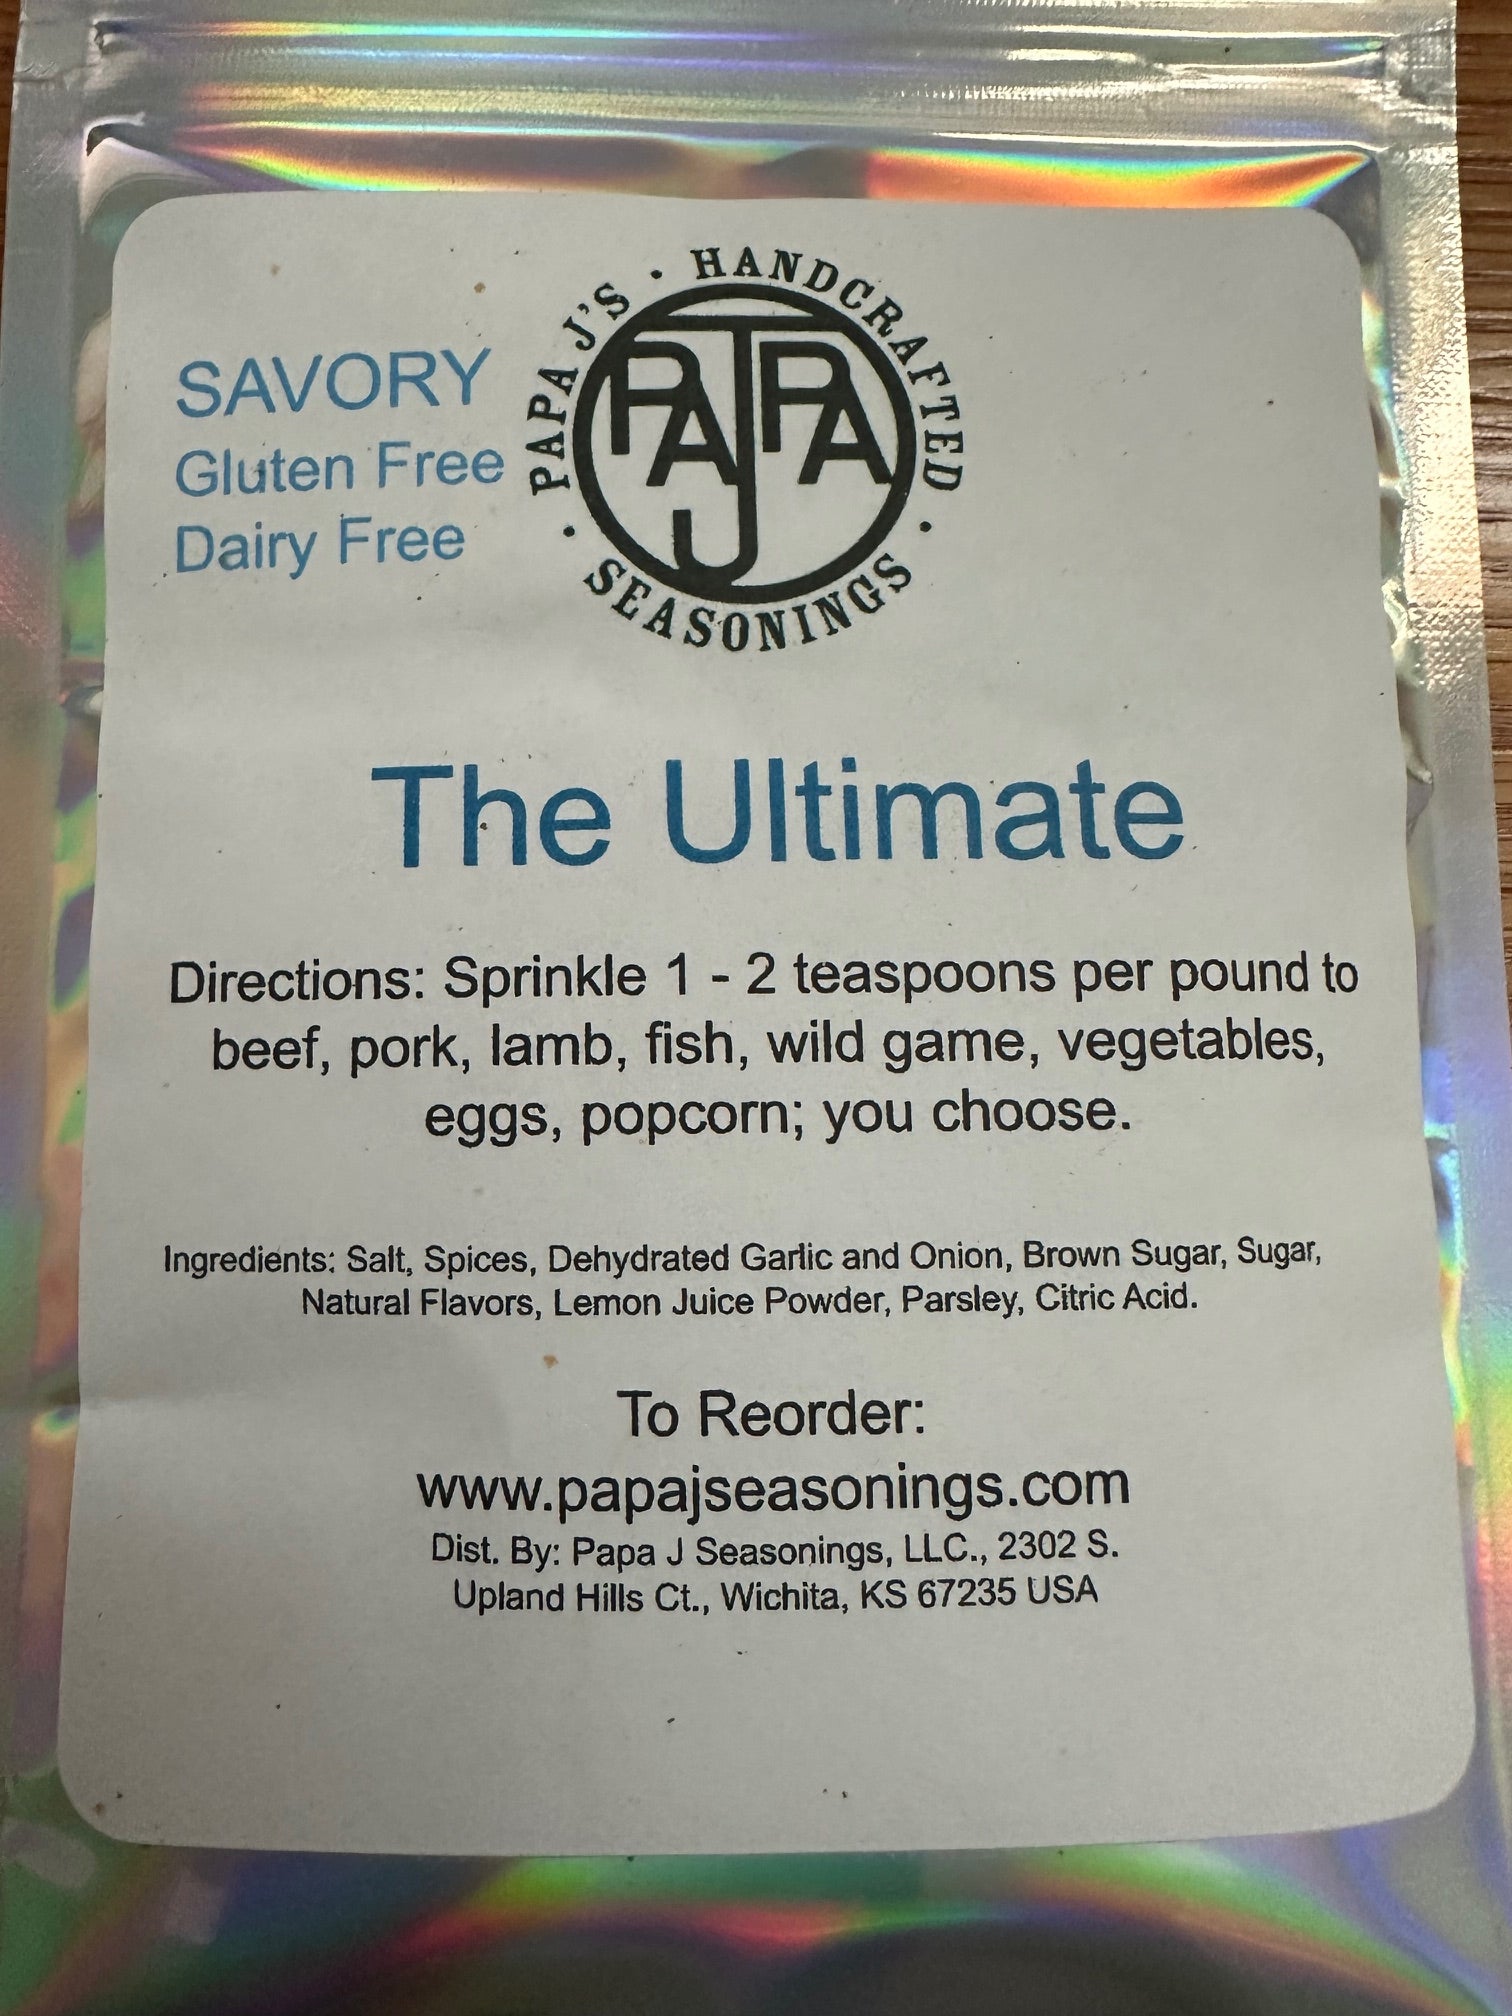 SAVORY
Gluten Free
Dairy Free
PAPA J'S · HANDCRAFTED · SEASONINGS ·
PAPA J
The Ultimate
Directions: Sprinkle 1 - 2 teaspoons per pound to
beef, pork, lamb, fish, wild game, vegetables,
eggs, popcorn; you choose.
Ingredients: Salt, Spices, Dehydrated Garlic and Onion, Brown Sugar, Sugar,
Natural Flavors, Lemon Juice Powder, Parsley, Citric Acid.
To Reorder:
www.papajseasonings.com
Dist. By: Papa J Seasonings, LLC., 2302 S.
Upland Hills Ct., Wichita, KS 67235 USA